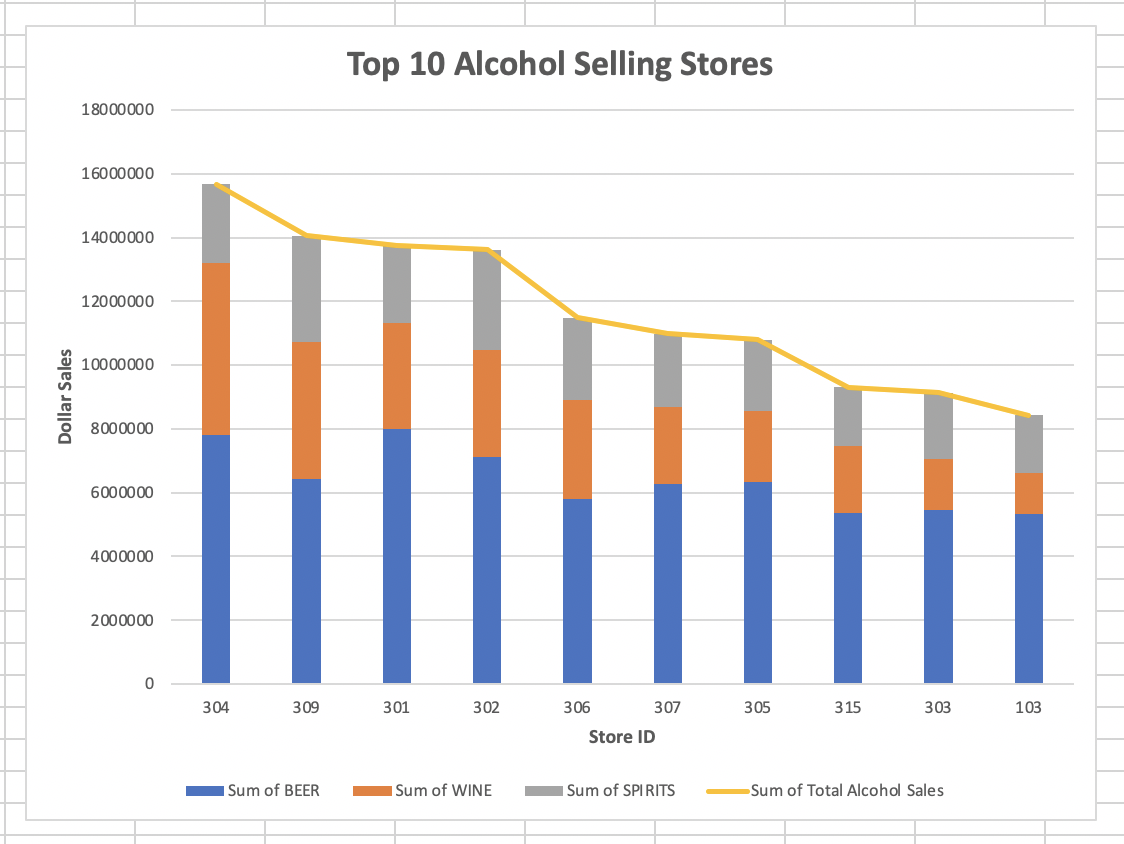 Top 10 Alcohol Selling Stores
18000000
16000000
14000000
12000000
10000000
8000000
6000000
4000000
2000000
0
Dollar Sales
304 309 301 302 306 307 305 315 303 103
Store ID
Sum of BEER Sum of WINE Sum of SPIRITS Sum of Total Alcohol Sales